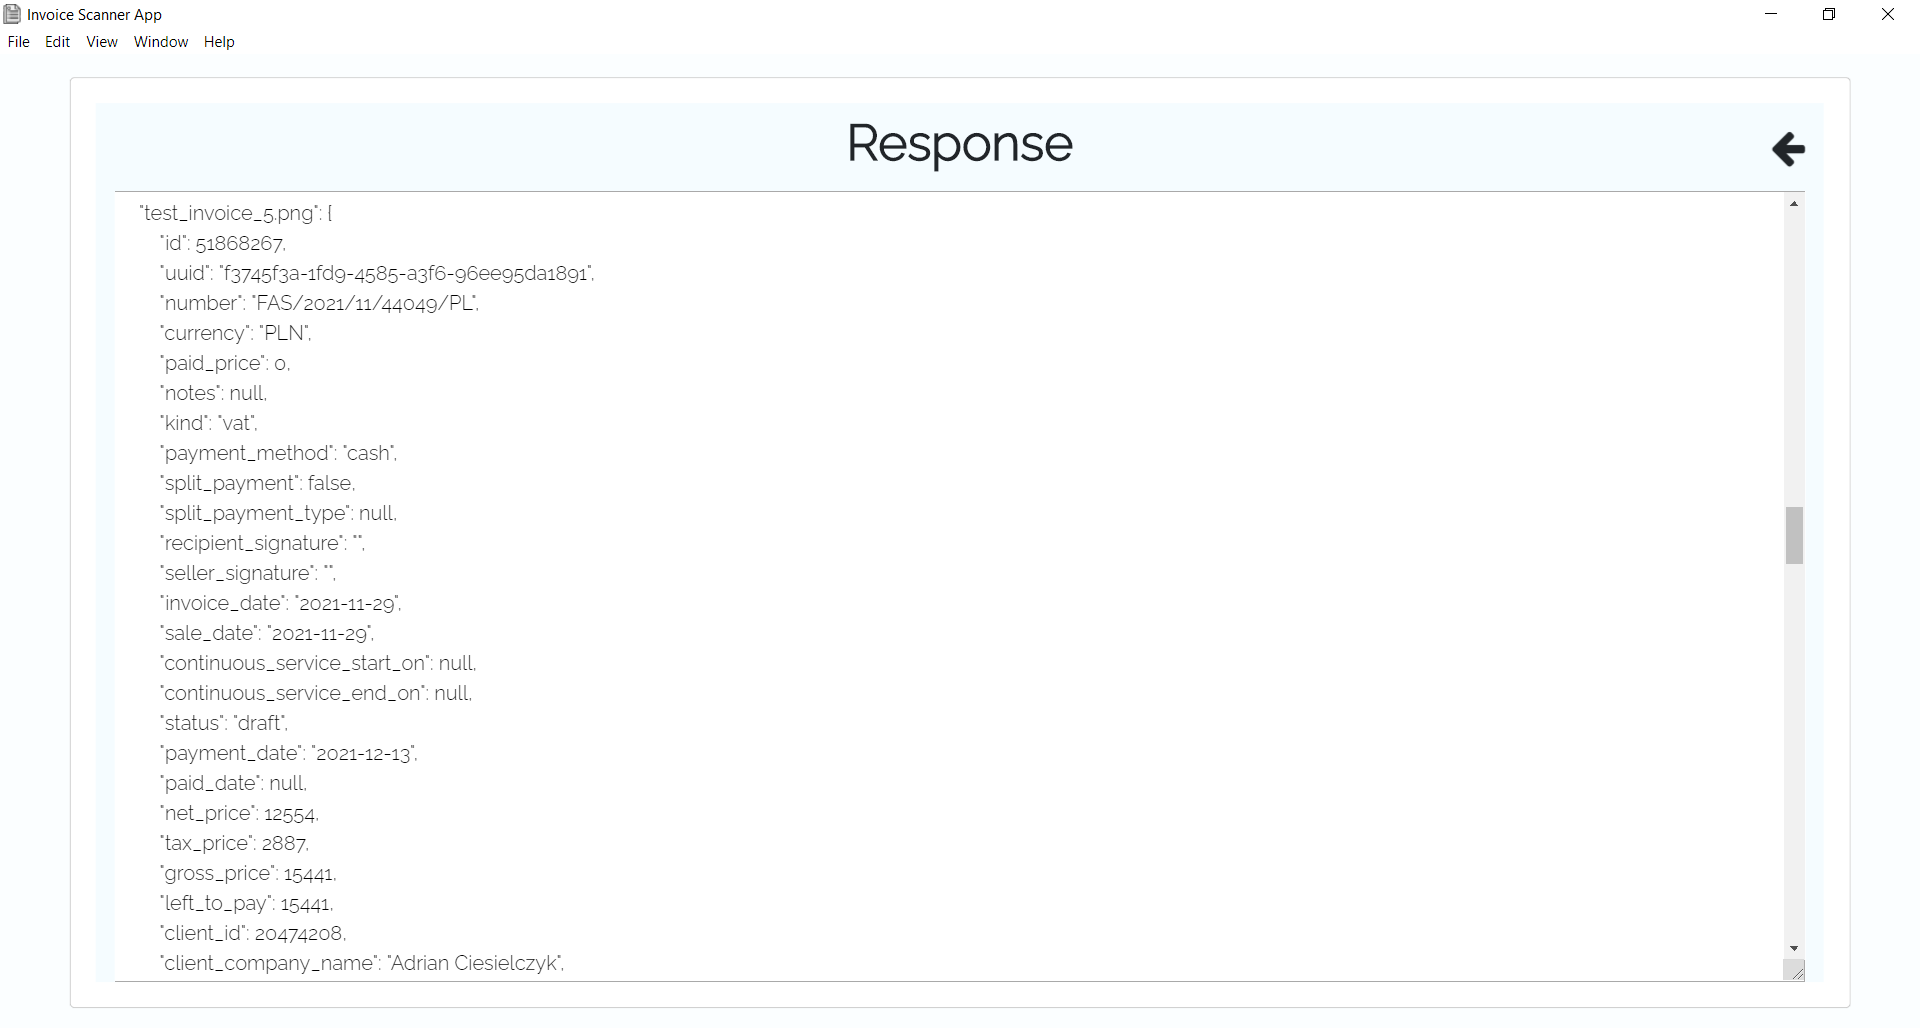 Invoice Scanner App
File Edit View Window Help
Response
"test_invoice_5.png": {
"id": 51868267,
"uuid": "f3745f3a-1fd9-4585-a3f6-96ee95da1891",
"number": "FAS/2021/11/44049/PL",
"currency": "PLN",
"paid_price": 0,
"notes": null,
"kind": "vat",
"payment_method": "cash",
"split_payment": false,
"split_payment_type": null,
"recipient_signature": "",
"seller_signature": "",
"invoice_date": "2021-11-29",
"sale_date": "2021-11-29",
"continuous_service_start_on": null,
"continuous_service_end_on": null,
"status": "draft",
"payment_date": "2021-12-13",
"paid_date": null,
"net_price": 12554,
"tax_price": 2887,
"gross_price": 15441,
"left_to_pay": 15441,
"client_id": 20474208,
"client_company_name": "Adrian Ciesielczyk",